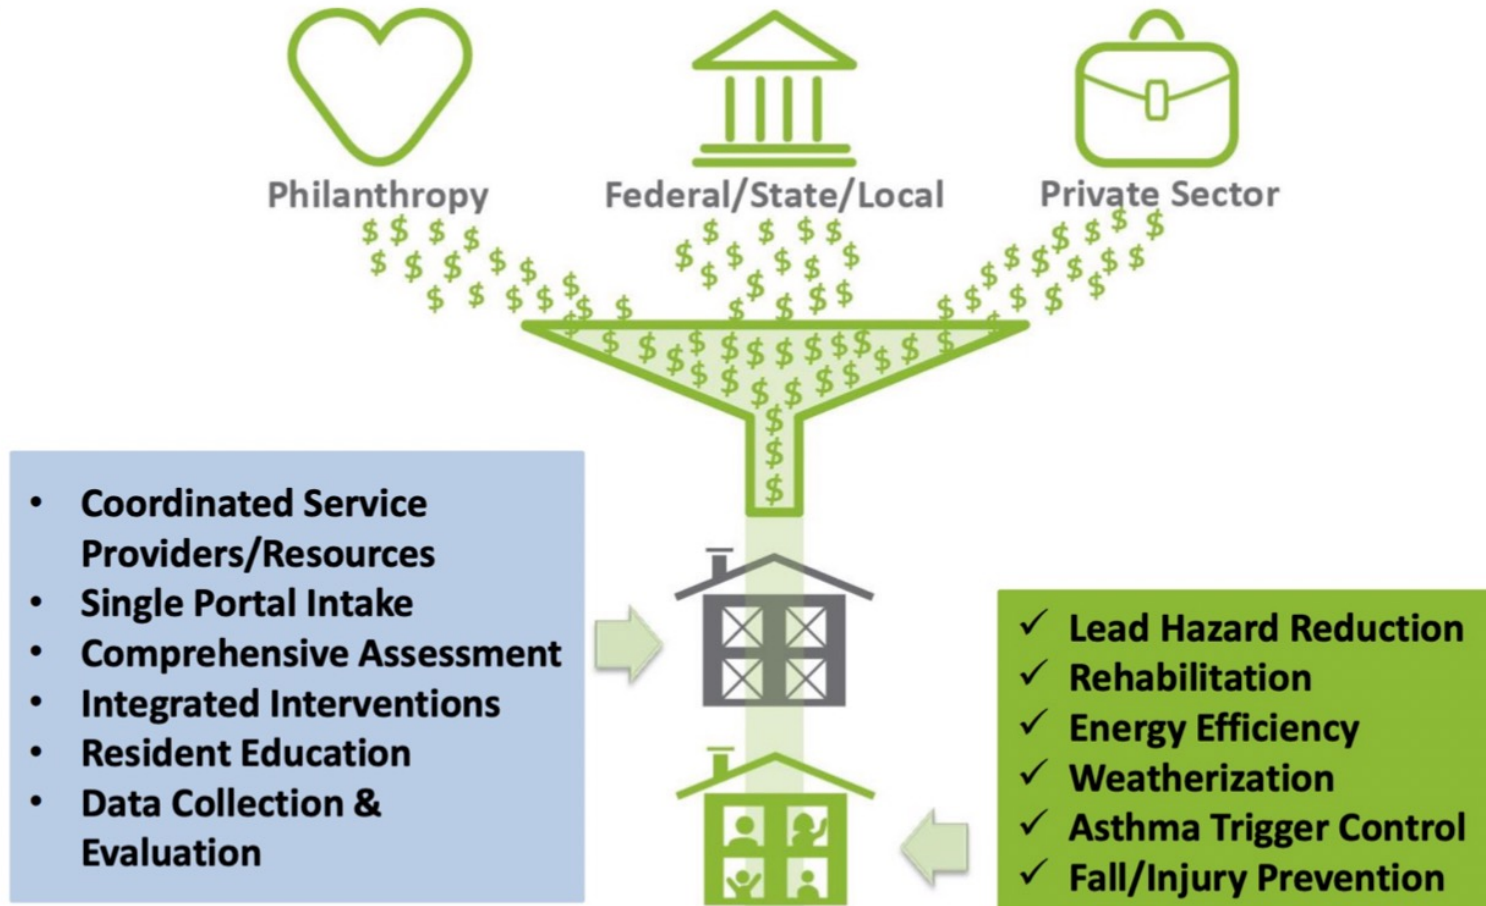 Philanthropy
Federal/State/Local
Private Sector
• Coordinated Service
Providers/Resources
• Single Portal Intake
• Comprehensive Assessment
• Integrated Interventions
• Resident Education
• Data Collection &
Evaluation
✓ Lead Hazard Reduction
✓ Rehabilitation
✓ Energy Efficiency
✓ Weatherization
✓ Asthma Trigger Control
✓ Fall/Injury Prevention